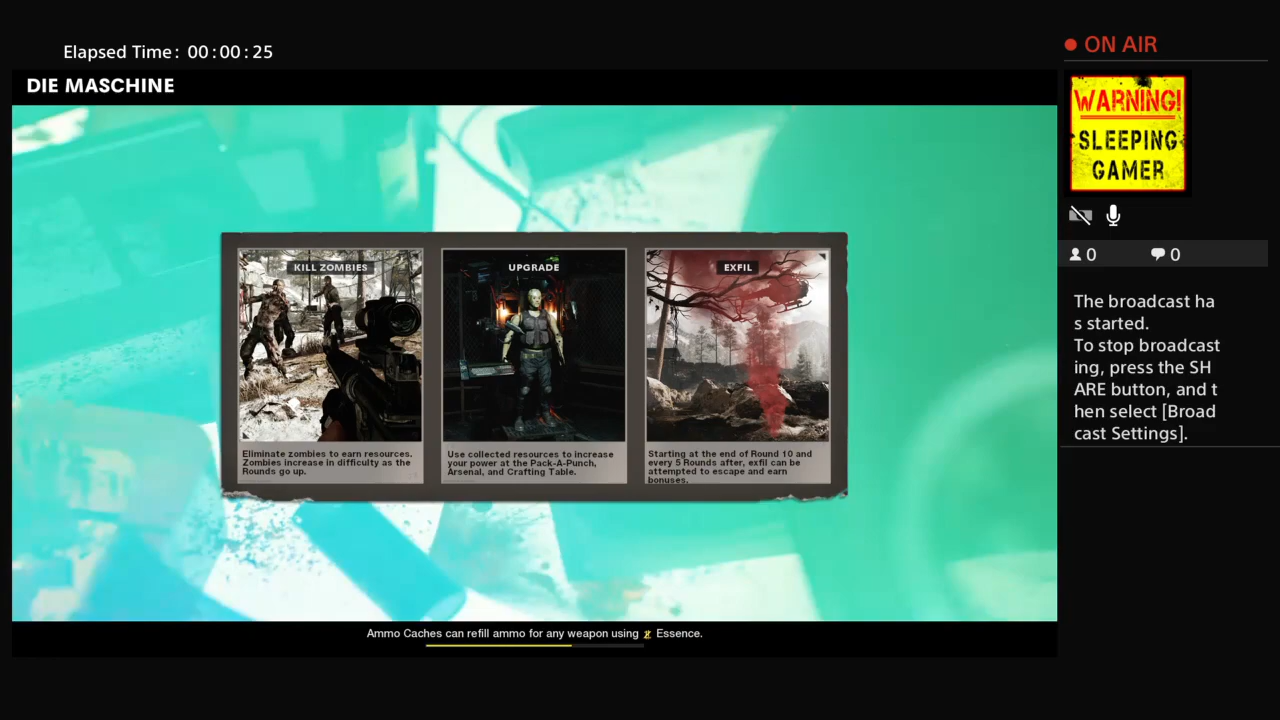 Elapsed Time: 00:00:25
DIE MASCHINE
KILL ZOMBIES
Eliminate zombies to earn resources.
Zombies increase in difficulty as the
Rounds go up.
UPGRADE
Use collected resources to increase
your power at the Pack-A-Punch,
Arsenal, and Crafting Table.
EXFIL
Starting at the end of Round 10 and
every 5 Rounds after, exfil can be
attempted to escape and earn
bonuses.
Ammo Caches can refill ammo for any weapon using Essence.
ON AIR
WARNING!
SLEEPING
GAMER
0
0
The broadcast ha
s started.
To stop broadcast
ing, press the SH
ARE button, and t
hen select [Broad
cast Settings].